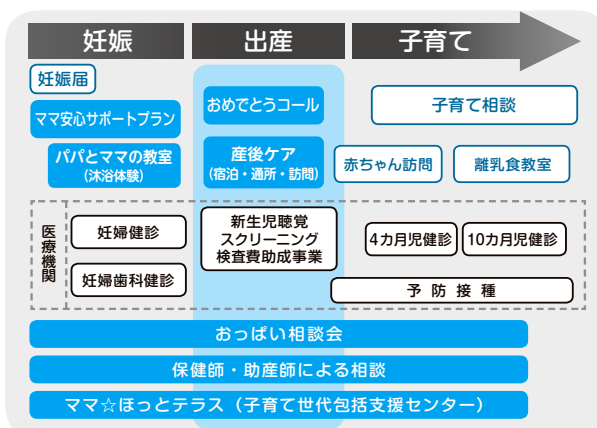 妊娠
出産
子育て
妊娠届
ママ安心サポートプラン
パパとママの教室
(沐浴体験)
おめでとうコール
産後ケア
(宿泊・通所・訪問)
子育て相談
赤ちゃん訪問
離乳食教室
医療機関
妊婦健診
妊婦歯科健診
新生児聴覚
スクリーニング
検査費助成事業
4カ月児健診
10カ月児健診
予防接種
おっぱい相談会
保健師・助産師による相談
ママ☆ほっとテラス（子育て世代包括支援センター）